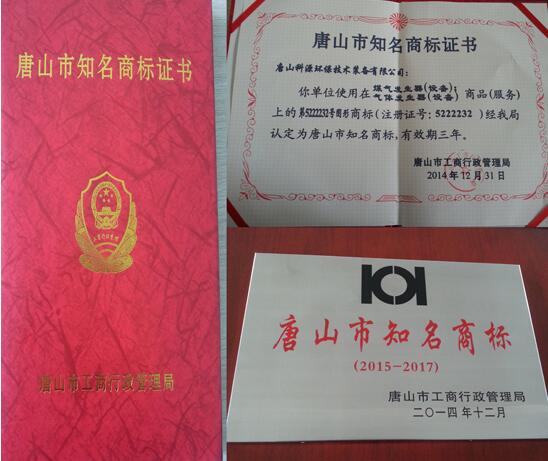 唐山市知名商标证书
唐山市工商行政管理局
唐山市知名商标证书
唐山科源环保技术装备有限公司：
你单位使用在煤气发生器(设备)；气体发生器(设备)商品(服务)
上的第5222232号图形商标(注册证号：5222232)经我局
认定为唐山市知名商标,有效期三年。
唐山市工商行政管理局
2014年12月31日
唐山市知名商标
(2015-2017)
唐山市工商行政管理局
二〇一四年十二月